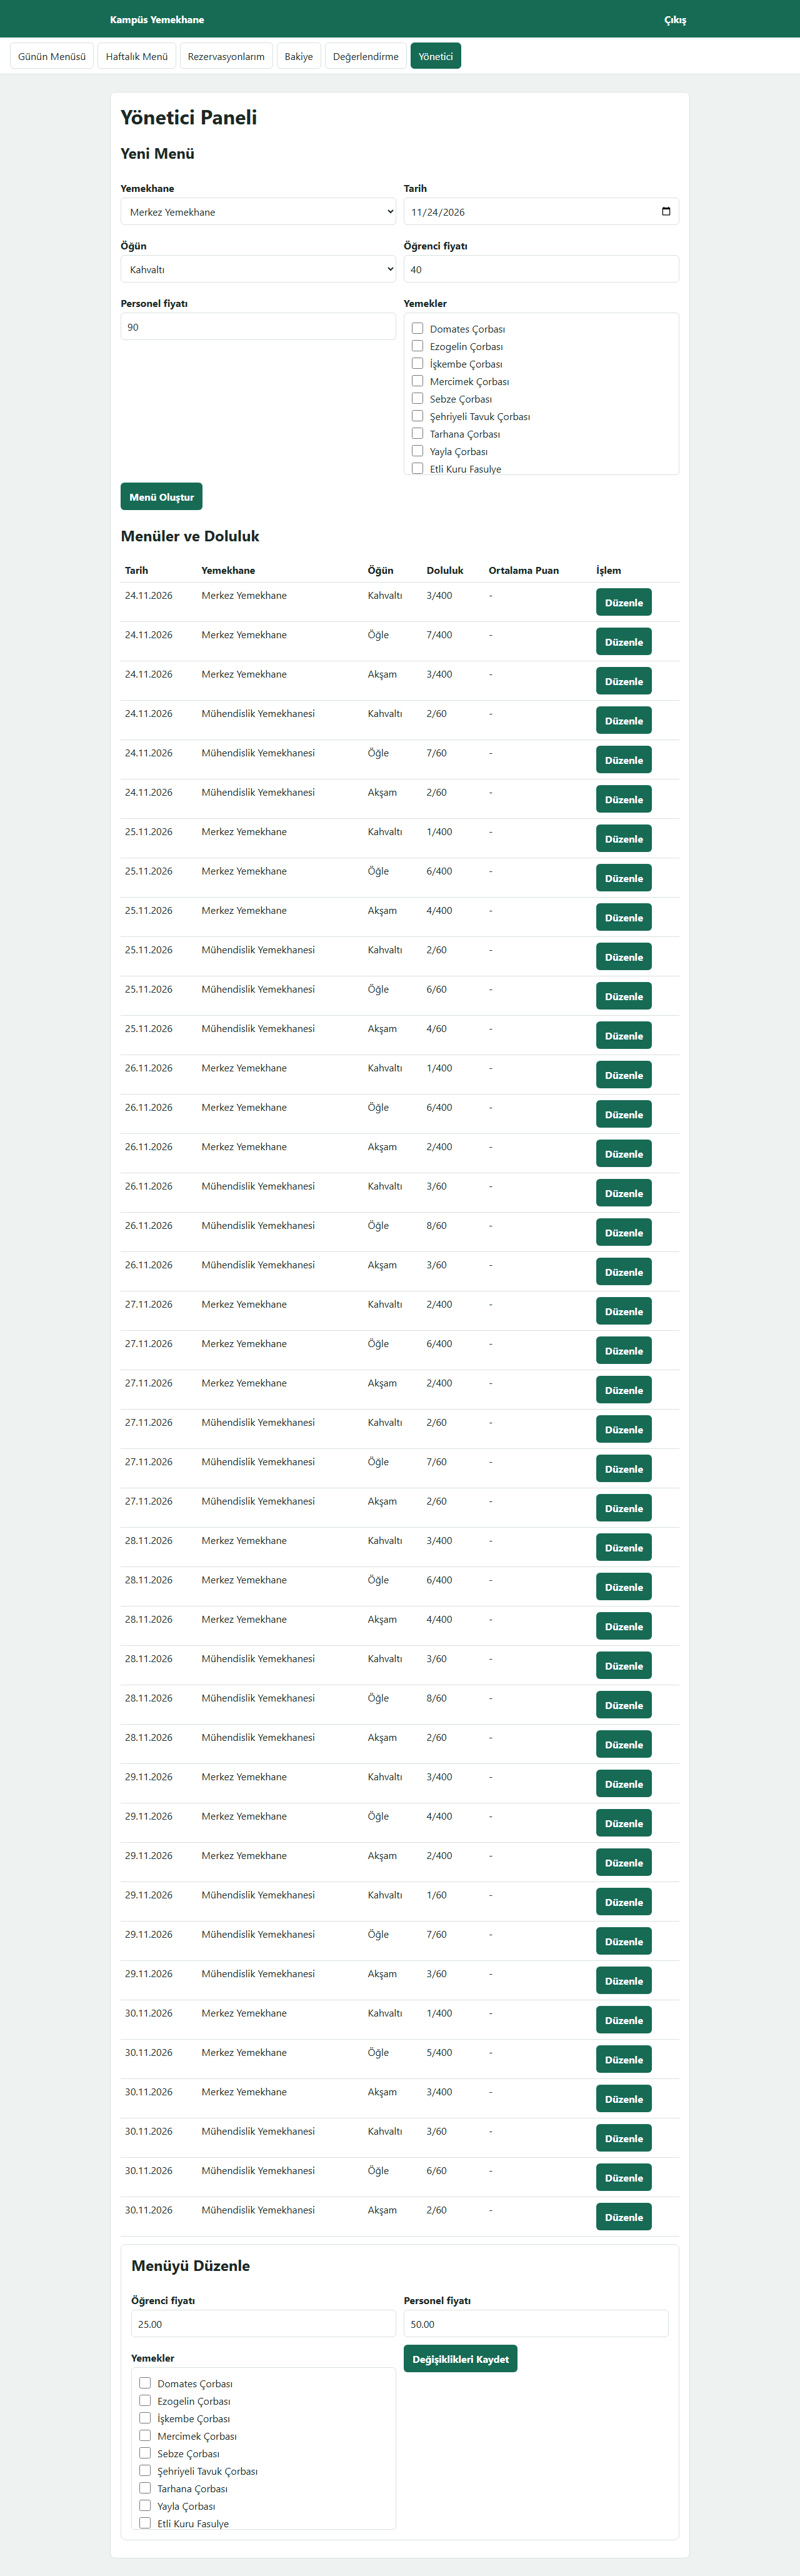 Kampüs Yemekhane Çıkış
Günün Menüsü Haftalık Menü Rezervasyonlarım Bakiye Değerlendirme Yönetici
Yönetici Paneli
Yeni Menü
Yemekhane Tarih
Merkez Yemekhane 11/24/2026
Öğün Öğrenci fiyatı
Kahvaltı 40
Personel fiyatı Yemekler
90
Domates Çorbası
Ezogelin Çorbası
İşkembe Çorbası
Mercimek Çorbası
Sebze Çorbası
Şehriyeli Tavuk Çorbası
Tarhana Çorbası
Yayla Çorbası
Etli Kuru Fasulye
Menü Oluştur
Menüler ve Doluluk
Tarih Yemekhane Öğün Doluluk Ortalama Puan İşlem
24.11.2026 Merkez Yemekhane Kahvaltı 3/400 - Düzenle
24.11.2026 Merkez Yemekhane Öğle 7/400 - Düzenle
24.11.2026 Merkez Yemekhane Akşam 3/400 - Düzenle
24.11.2026 Mühendislik Yemekhanesi Kahvaltı 2/60 - Düzenle
24.11.2026 Mühendislik Yemekhanesi Öğle 7/60 - Düzenle
24.11.2026 Mühendislik Yemekhanesi Akşam 2/60 - Düzenle
25.11.2026 Merkez Yemekhane Kahvaltı 1/400 - Düzenle
25.11.2026 Merkez Yemekhane Öğle 6/400 - Düzenle
25.11.2026 Merkez Yemekhane Akşam 4/400 - Düzenle
25.11.2026 Mühendislik Yemekhanesi Kahvaltı 2/60 - Düzenle
25.11.2026 Mühendislik Yemekhanesi Öğle 6/60 - Düzenle
25.11.2026 Mühendislik Yemekhanesi Akşam 4/60 - Düzenle
26.11.2026 Merkez Yemekhane Kahvaltı 1/400 - Düzenle
26.11.2026 Merkez Yemekhane Öğle 6/400 - Düzenle
26.11.2026 Merkez Yemekhane Akşam 2/400 - Düzenle
26.11.2026 Mühendislik Yemekhanesi Kahvaltı 3/60 - Düzenle
26.11.2026 Mühendislik Yemekhanesi Öğle 8/60 - Düzenle
26.11.2026 Mühendislik Yemekhanesi Akşam 3/60 - Düzenle
27.11.2026 Merkez Yemekhane Kahvaltı 2/400 - Düzenle
27.11.2026 Merkez Yemekhane Öğle 6/400 - Düzenle
27.11.2026 Merkez Yemekhane Akşam 2/400 - Düzenle
27.11.2026 Mühendislik Yemekhanesi Kahvaltı 2/60 - Düzenle
27.11.2026 Mühendislik Yemekhanesi Öğle 7/60 - Düzenle
27.11.2026 Mühendislik Yemekhanesi Akşam 2/60 - Düzenle
28.11.2026 Merkez Yemekhane Kahvaltı 3/400 - Düzenle
28.11.2026 Merkez Yemekhane Öğle 6/400 - Düzenle
28.11.2026 Merkez Yemekhane Akşam 4/400 - Düzenle
28.11.2026 Mühendislik Yemekhanesi Kahvaltı 3/60 - Düzenle
28.11.2026 Mühendislik Yemekhanesi Öğle 8/60 - Düzenle
28.11.2026 Mühendislik Yemekhanesi Akşam 2/60 - Düzenle
29.11.2026 Merkez Yemekhane Kahvaltı 3/400 - Düzenle
29.11.2026 Merkez Yemekhane Öğle 4/400 - Düzenle
29.11.2026 Merkez Yemekhane Akşam 2/400 - Düzenle
29.11.2026 Mühendislik Yemekhanesi Kahvaltı 1/60 - Düzenle
29.11.2026 Mühendislik Yemekhanesi Öğle 7/60 - Düzenle
29.11.2026 Mühendislik Yemekhanesi Akşam 3/60 - Düzenle
30.11.2026 Merkez Yemekhane Kahvaltı 1/400 - Düzenle
30.11.2026 Merkez Yemekhane Öğle 5/400 - Düzenle
30.11.2026 Merkez Yemekhane Akşam 3/400 - Düzenle
30.11.2026 Mühendislik Yemekhanesi Kahvaltı 3/60 - Düzenle
30.11.2026 Mühendislik Yemekhanesi Öğle 6/60 - Düzenle
30.11.2026 Mühendislik Yemekhanesi Akşam 2/60 - Düzenle
Menüyü Düzenle
Öğrenci fiyatı Personel fiyatı
25.00 50.00
Yemekler Değişiklikleri Kaydet
Domates Çorbası
Ezogelin Çorbası
İşkembe Çorbası
Mercimek Çorbası
Sebze Çorbası
Şehriyeli Tavuk Çorbası
Tarhana Çorbası
Yayla Çorbası
Etli Kuru Fasulye